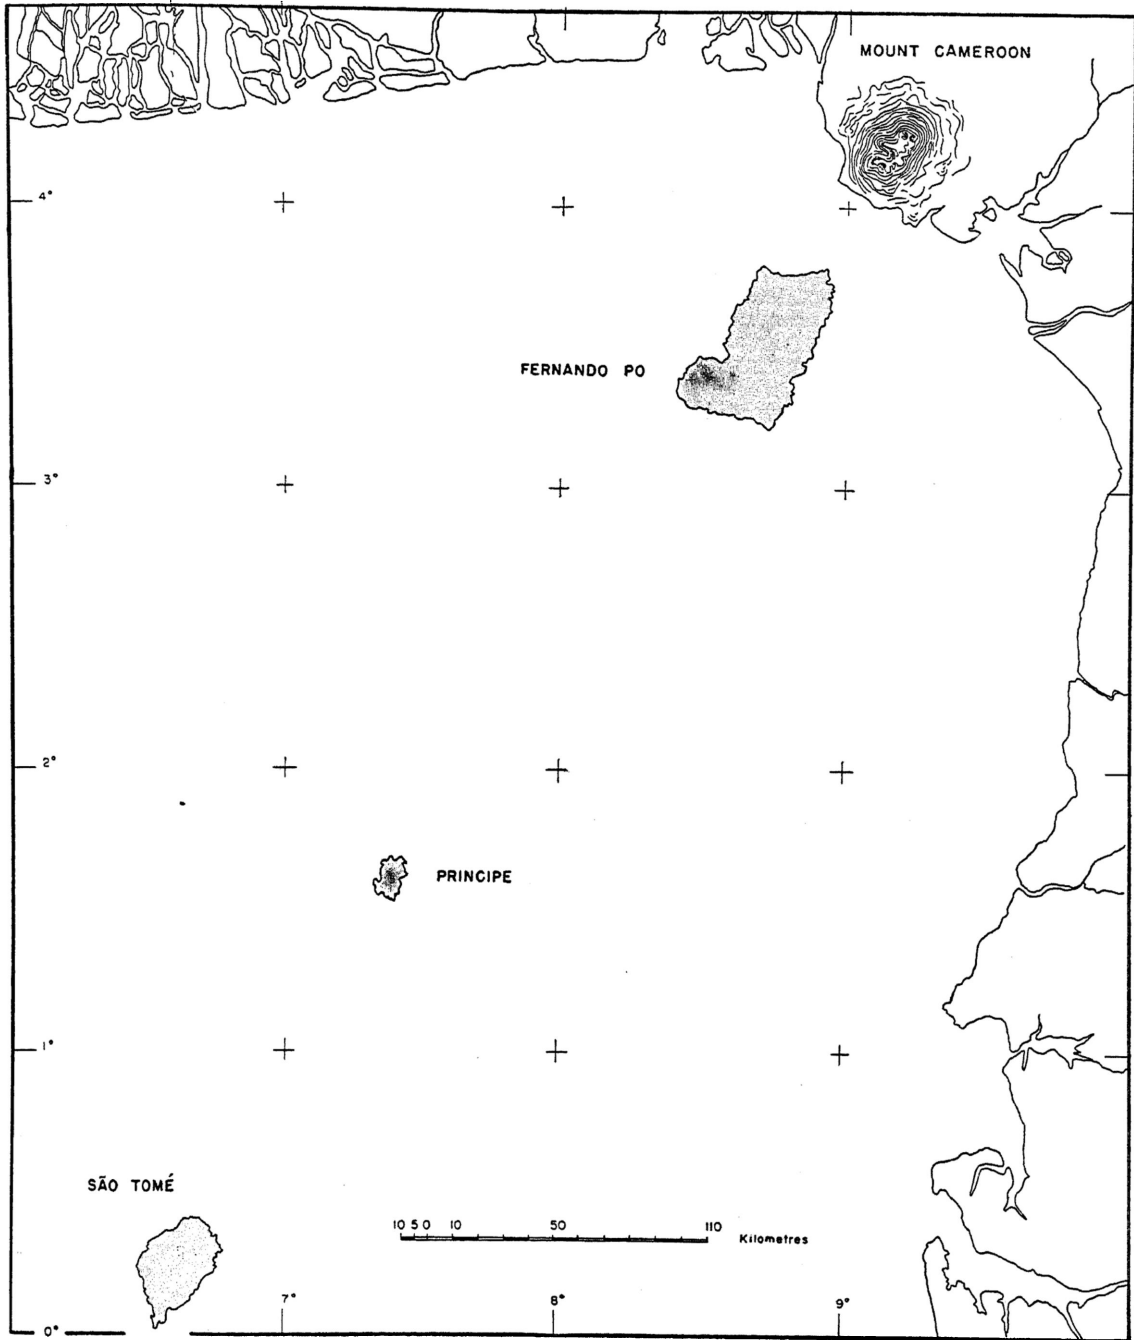 MOUNT CAMEROON
4°
FERNANDO PO
3°
2°
PRINCIPE
1°
SÃO TOMÉ
10 5 0 10 50 110 Kilometres
7° 8° 9°
0°